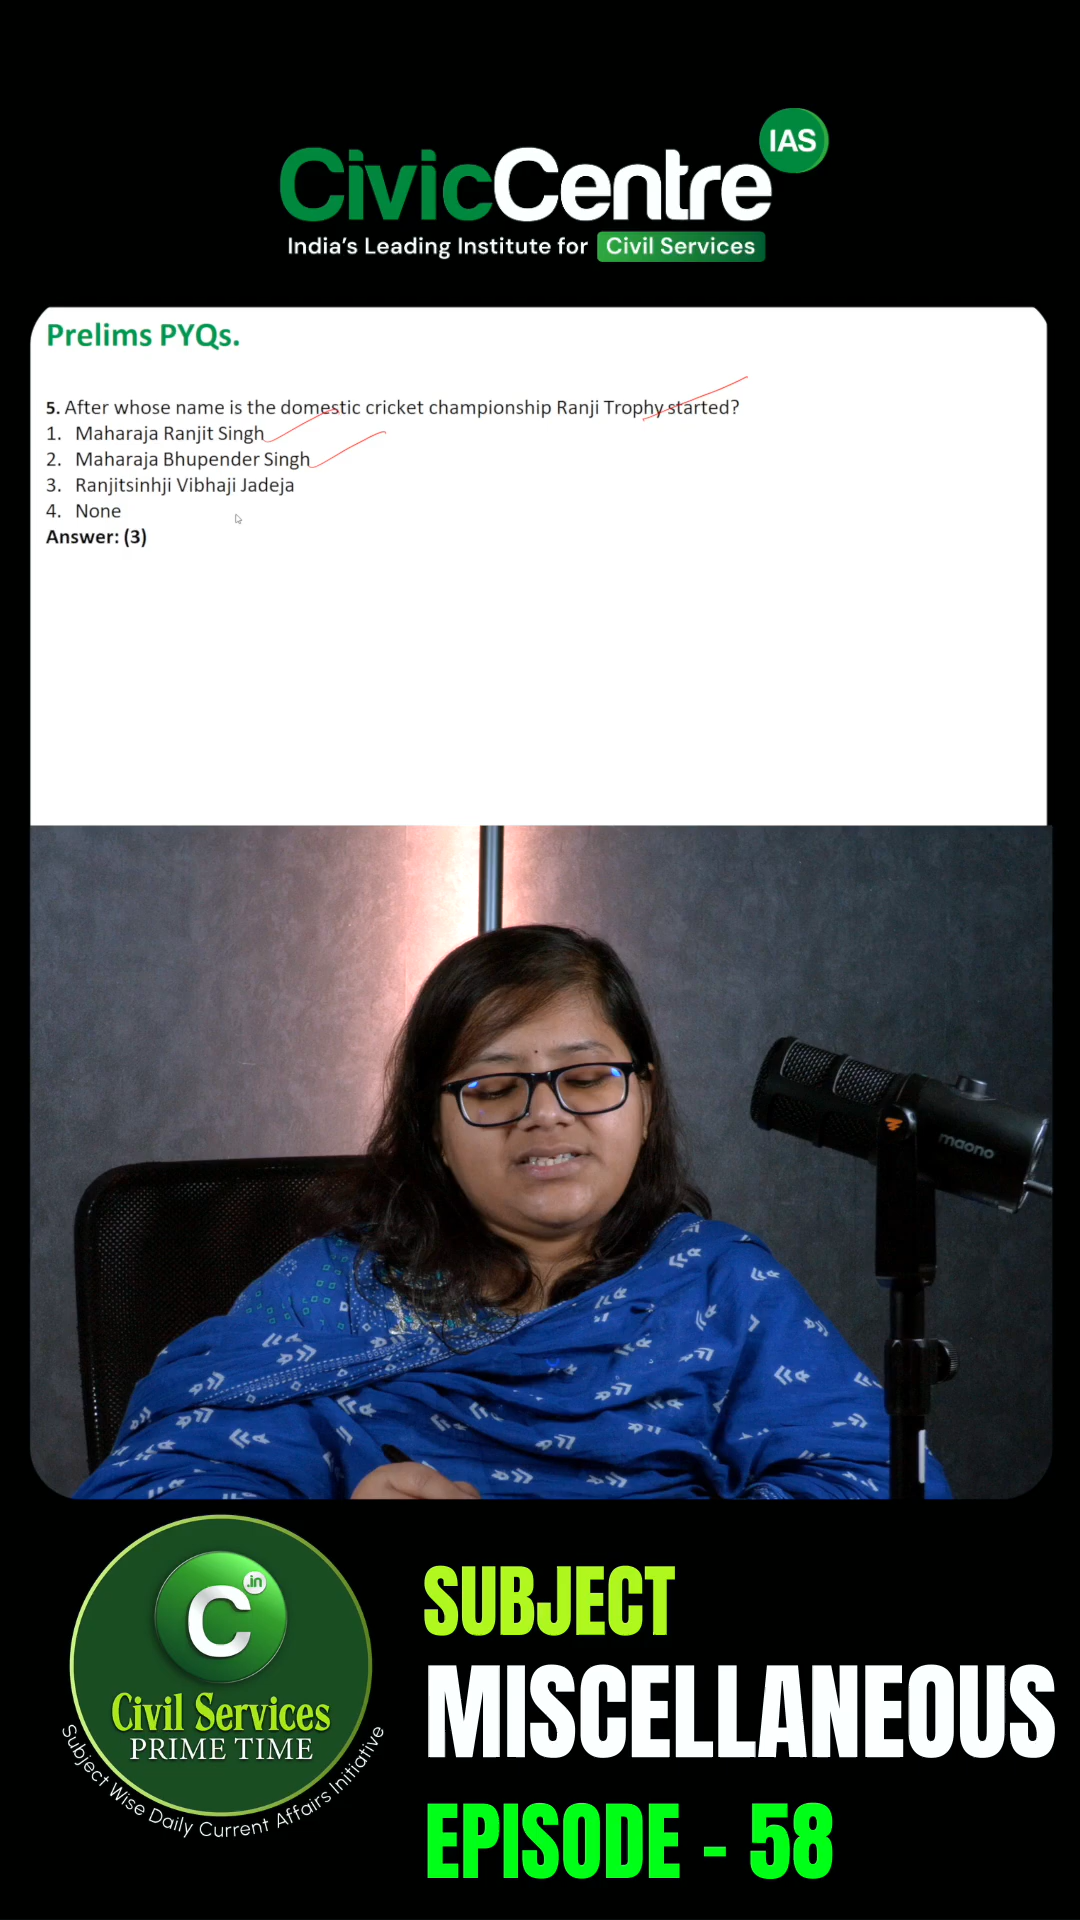 CivicCentre IAS
India's Leading Institute for Civil Services
Prelims PYQs.
5. After whose name is the domestic cricket championship Ranji Trophy started?
1. Maharaja Ranjit Singh
2. Maharaja Bhupender Singh
3. Ranjitsinhji Vibhaji Jadeja
4. None
Answer: (3)
maono
C .in
Civil Services
PRIME TIME
Subject Wise Daily Current Affairs Initiative
SUBJECT
MISCELLANEOUS
EPISODE - 58